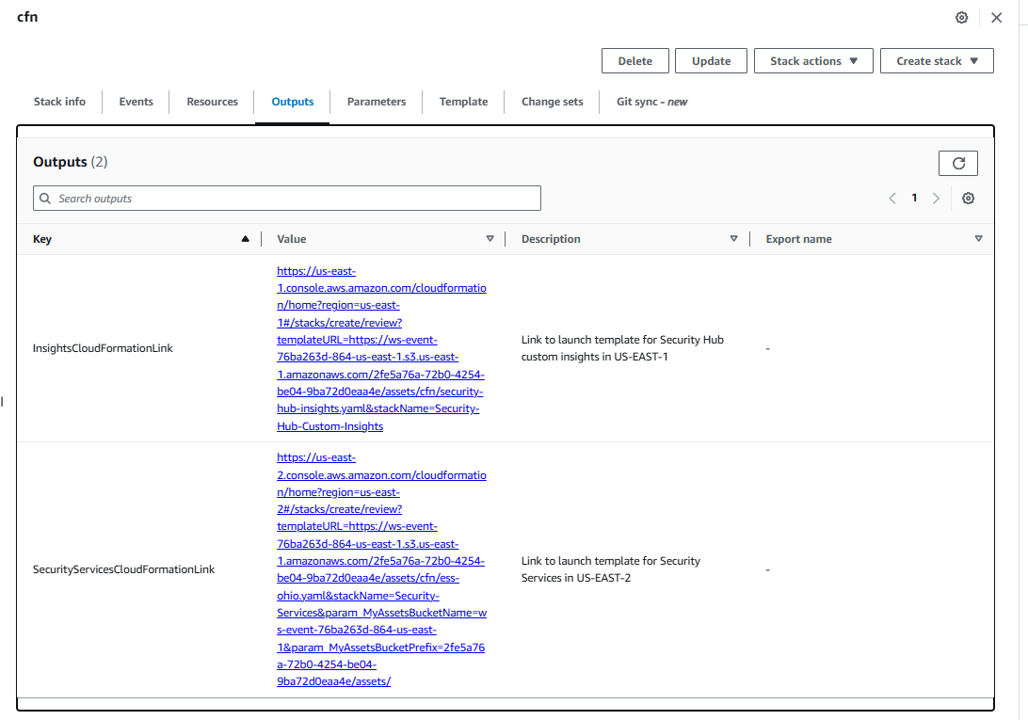 cfn
Delete
Update
Stack actions
Create stack
Stack info
Events
Resources
Outputs
Parameters
Template
Change sets
Git sync - new
Outputs (2)
Search outputs
1
Key
Value
Description
Export name
InsightsCloudFormationLink
https://us-east-
1.console.aws.amazon.com/cloudformatio
n/home?region=us-east-
1#/stacks/create/review?
templateURL=https://ws-event-
76ba263d-864-us-east-1.s3.us-east-
1.amazonaws.com/2fe5a76a-72b0-4254-
be04-9ba72d0eaa4e/assets/cfn/security-
hub-insights.yaml&stackName=Security-
Hub-Custom-Insights
Link to launch template for Security Hub
custom insights in US-EAST-1
-
SecurityServicesCloudFormationLink
https://us-east-
2.console.aws.amazon.com/cloudformatio
n/home?region=us-east-
2#/stacks/create/review?
templateURL=https://ws-event-
76ba263d-864-us-east-1.s3.us-east-
1.amazonaws.com/2fe5a76a-72b0-4254-
be04-9ba72d0eaa4e/assets/cfn/ess-
ohio.yaml&stackName=Security-
Services&param_MyAssetsBucketName=w
s-event-76ba263d-864-us-east-
1&param_MyAssetsBucketPrefix=2fe5a76
a-72b0-4254-be04-
9ba72d0eaa4e/assets/
Link to launch template for Security
Services in US-EAST-2
-